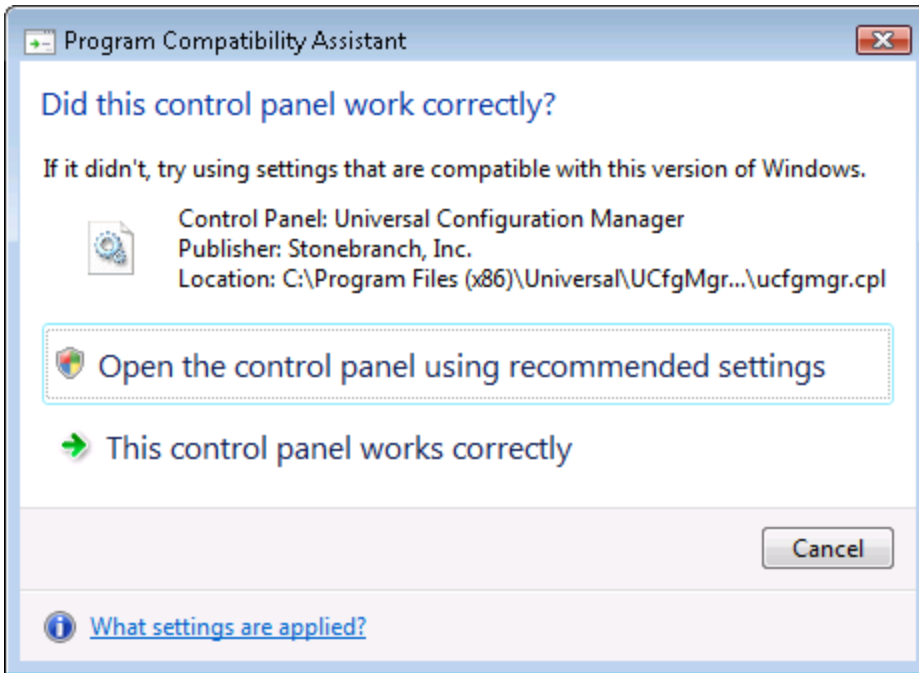 Program Compatibility Assistant
Did this control panel work correctly?
If it didn't, try using settings that are compatible with this version of Windows.
Control Panel: Universal Configuration Manager
Publisher: Stonebranch, Inc.
Location: C:\Program Files (x86)\Universal\UCfgMgr...\ucfgmgr.cpl
Open the control panel using recommended settings
This control panel works correctly
Cancel
What settings are applied?